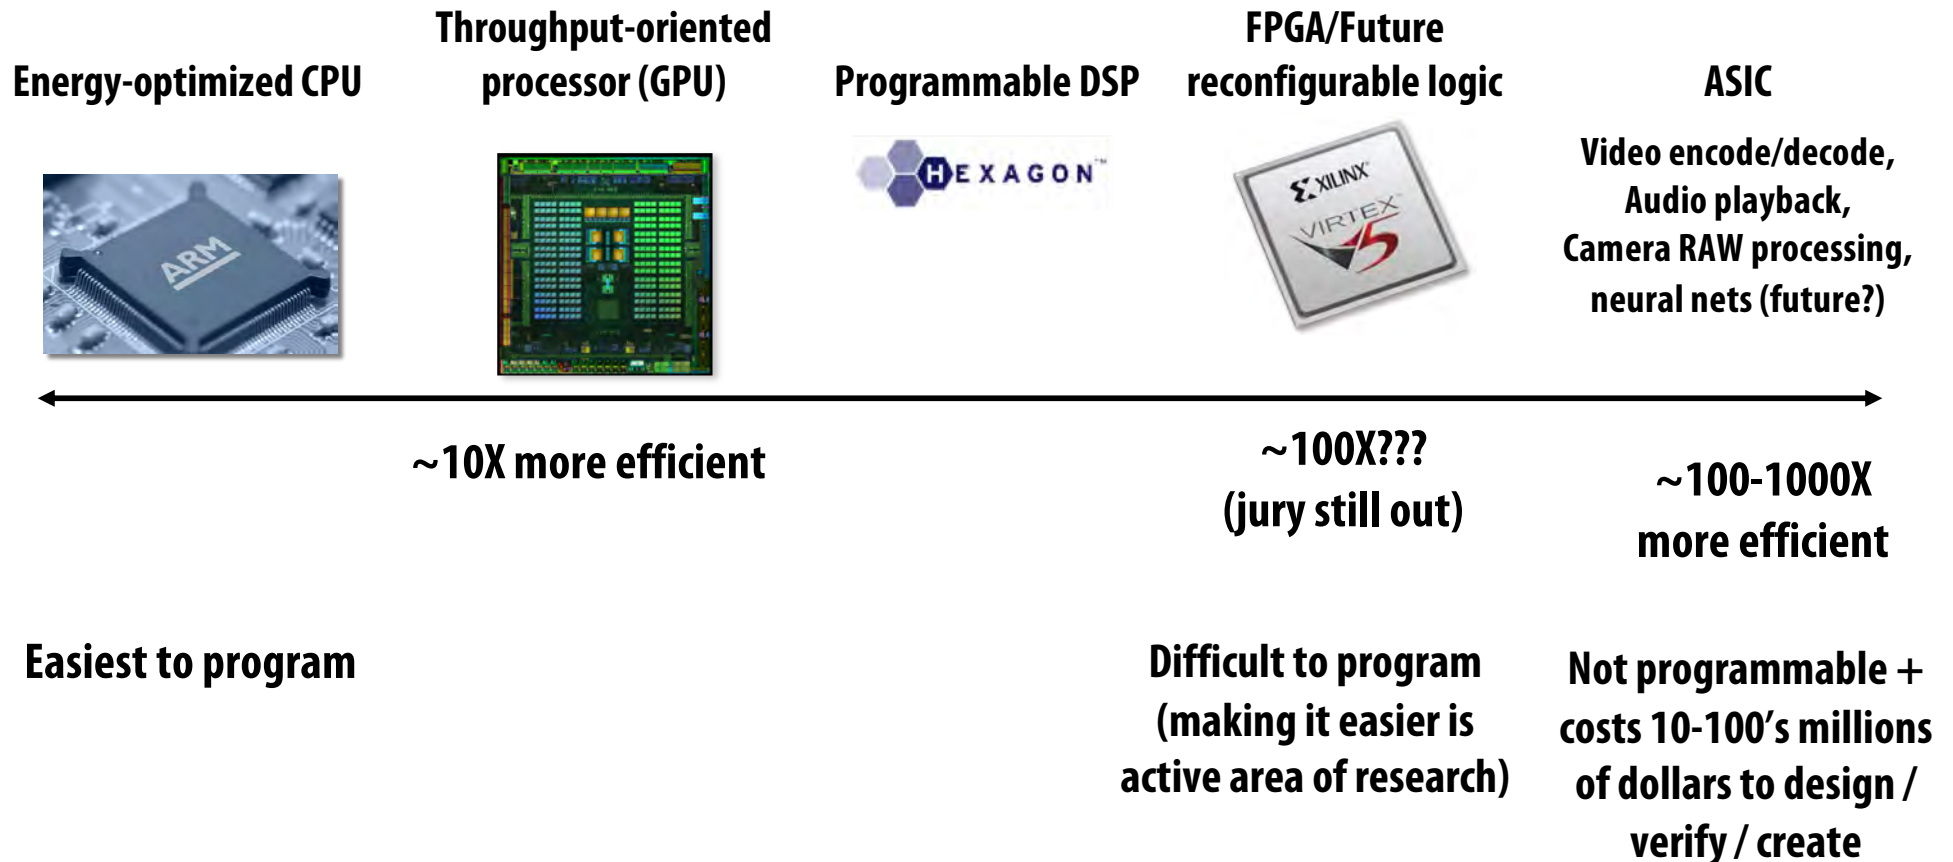 Energy-optimized CPU
Throughput-oriented
processor (GPU)
Programmable DSP
FPGA/Future
reconfigurable logic
ASIC
ARM
HEXAGON™
XILINX®
VIRTEX™
5
Video encode/decode,
Audio playback,
Camera RAW processing,
neural nets (future?)
~10X more efficient
~100X???
(jury still out)
~100-1000X
more efficient
Easiest to program
Difficult to program
(making it easier is
active area of research)
Not programmable +
costs 10-100’s millions
of dollars to design /
verify / create